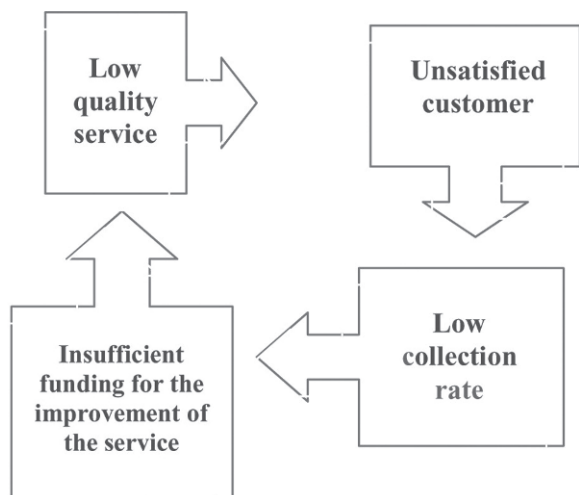 Low
quality
service
Unsatisfied
customer
Low
collection
rate
Insufficient
funding for the
improvement of
the service